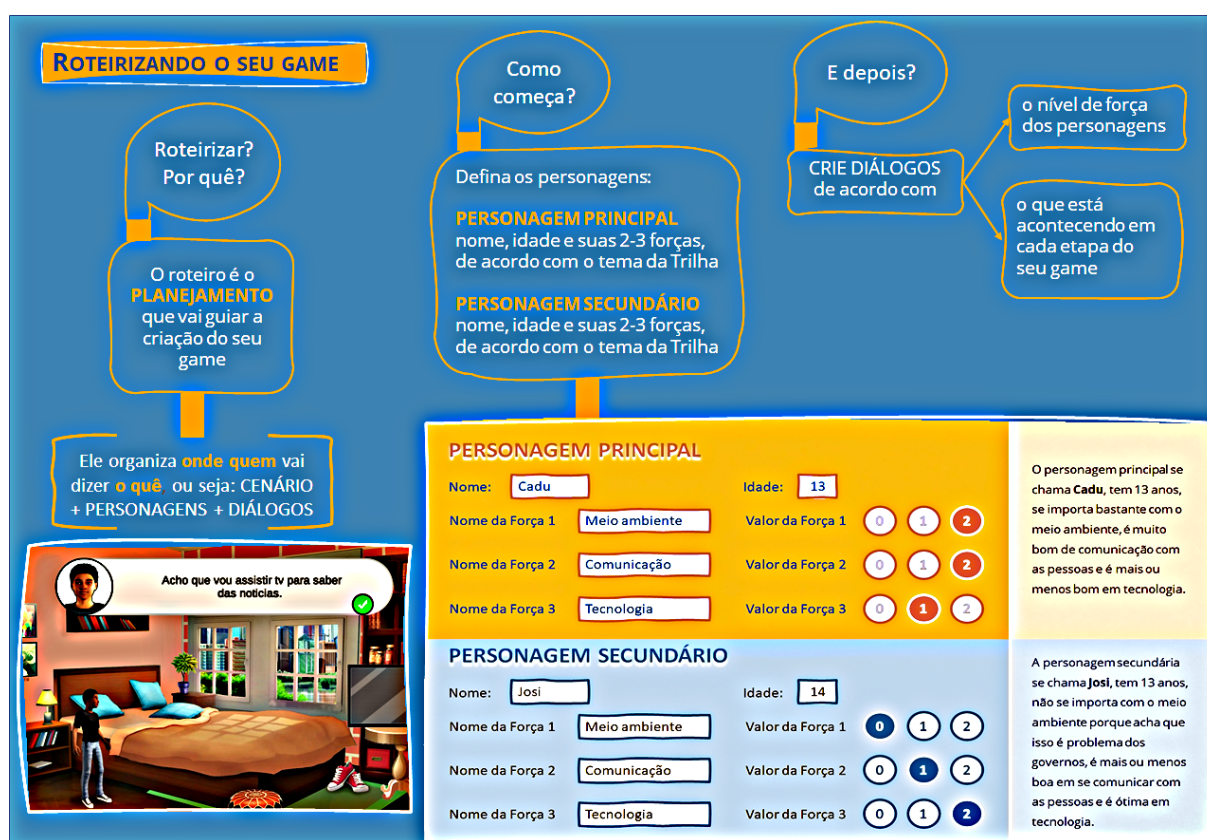 ROTEIRIZANDO O SEU GAME
Roteirizar?
Por quê?
O roteiro é o
PLANEJAMENTO
que vai guiar a
criação do seu
game
Ele organiza onde quem vai
dizer o quê, ou seja: CENÁRIO
+ PERSONAGENS + DIÁLOGOS
Acho que vou assistir tv para saber
das noticias.
Como
começa?
Defina os personagens:
PERSONAGEM PRINCIPAL
nome, idade e suas 2-3 forças,
de acordo com o tema da Trilha
PERSONAGEM SECUNDÁRIO
nome, idade e suas 2-3 forças,
de acordo com o tema da Trilha
E depois?
CRIE DIÁLOGOS
de acordo com
o nível de força
dos personagens
o que está
acontecendo em
cada etapa do
seu game
PERSONAGEM PRINCIPAL
Nome: Cadu Idade: 13
Nome da Força 1 Meio ambiente Valor da Força 1 0 1 2
Nome da Força 2 Comunicação Valor da Força 2 0 1 2
Nome da Força 3 Tecnologia Valor da Força 3 0 1 2
O personagem principal se
chama Cadu, tem 13 anos,
se importa bastante com o
meio ambiente, é muito
bom de comunicação com
as pessoas e é mais ou
menos bom em tecnologia.
PERSONAGEM SECUNDÁRIO
Nome: Josi Idade: 14
Nome da Força 1 Meio ambiente Valor da Força 1 0 1 2
Nome da Força 2 Comunicação Valor da Força 2 0 1 2
Nome da Força 3 Tecnologia Valor da Força 3 0 1 2
A personagem secundária
se chama Josi, tem 13 anos,
não se importa com o meio
ambiente porque acha que
isso é problema dos
governos, é mais ou menos
boa em se comunicar com
as pessoas e é ótima em
tecnologia.